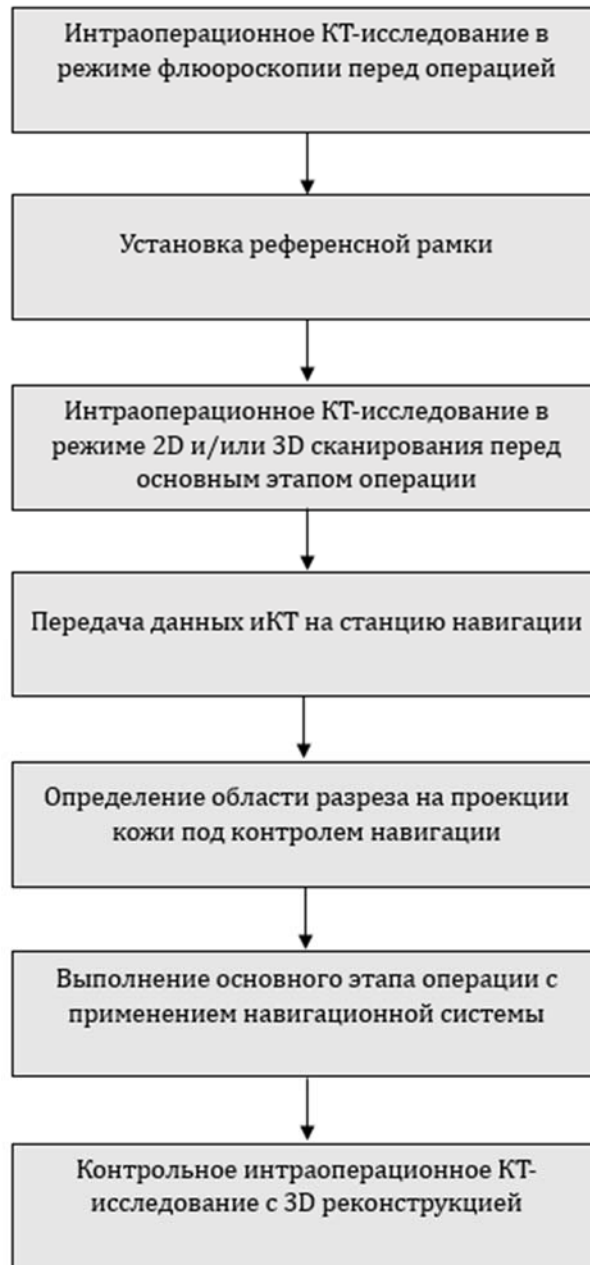 Интраоперационное КТ-исследование в
режиме флюороскопии перед операцией
Установка референсной рамки
Интраоперационное КТ-исследование в
режиме 2D и/или 3D сканирования перед
основным этапом операции
Передача данных иКТ на станцию навигации
Определение области разреза на проекции
кожи под контролем навигации
Выполнение основного этапа операции с
применением навигационной системы
Контрольное интраоперационное КТ-
исследование с 3D реконструкцией